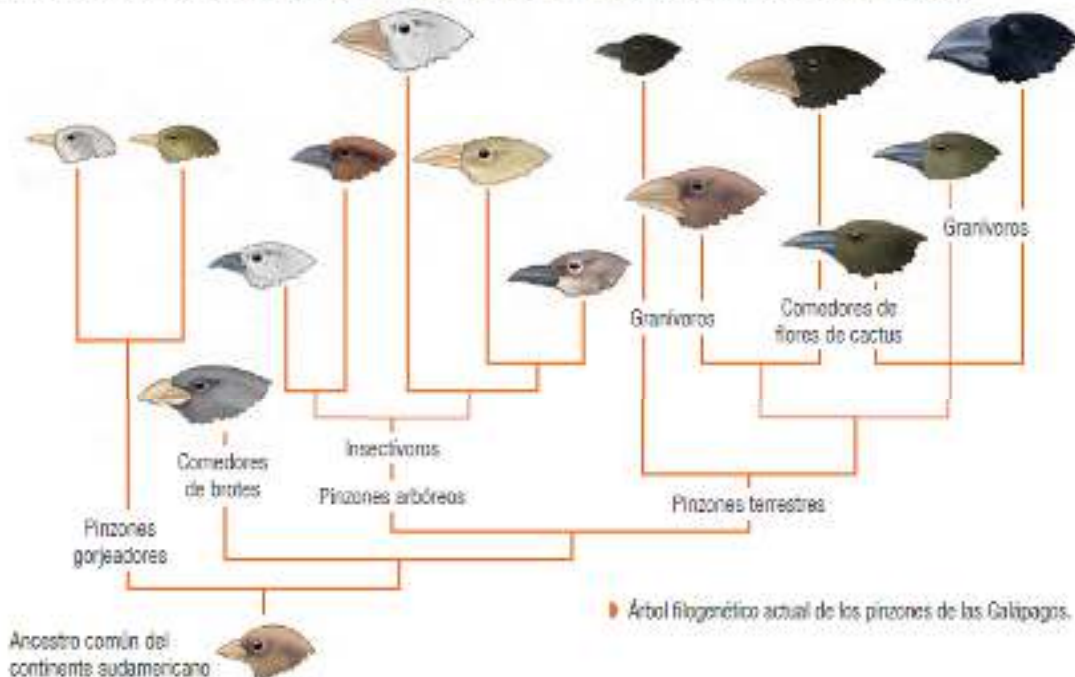 Granívoros
Granívoros
Comedores de
flores de cactus
Insectívoros
Comedores
de brotes
Pinzones arbóreos
Pinzones terrestres
Pinzones
gorjeadores
Árbol filogenético actual de los pinzones de las Galápagos.
Ancestro común del
continente sudamericano